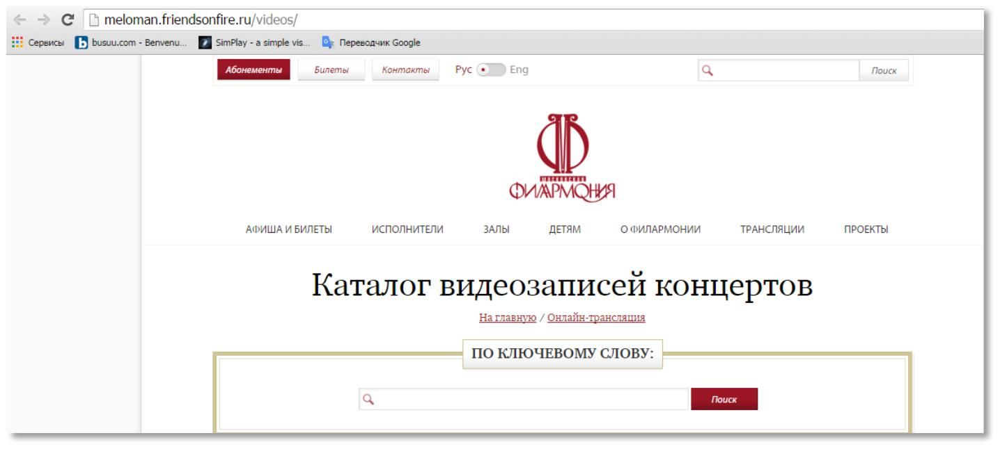 meloman.friendsonfire.ru/videos/
Сервисы busuu.com - Benvenu... SimPlay - a simple vis... Переводчик Google
Абонементы Билеты Контакты Рус Eng Поиск
МОСКОВСКАЯ
ФИЛАРМОНИЯ
АФИША И БИЛЕТЫ ИСПОЛНИТЕЛИ ЗАЛЫ ДЕТЯМ О ФИЛАРМОНИИ ТРАНСЛЯЦИИ ПРОЕКТЫ
Каталог видеозаписей концертов
На главную / Онлайн-трансляция
ПО КЛЮЧЕВОМУ СЛОВУ:
Поиск